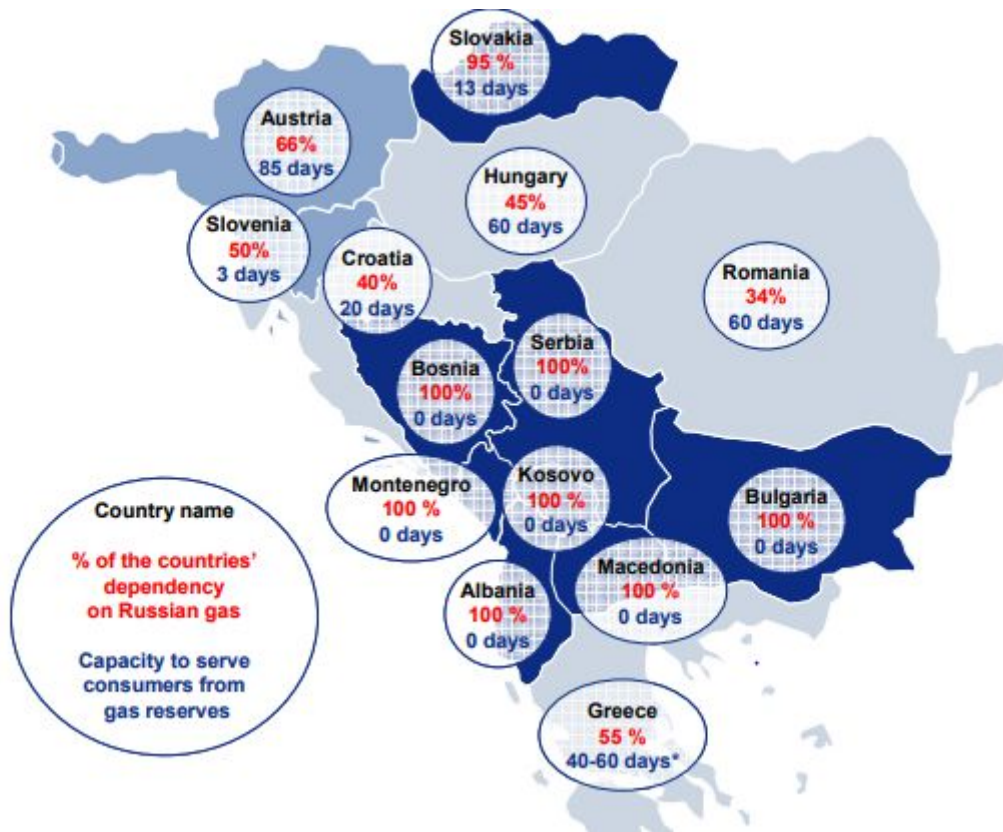 Slovakia
95 %
13 days
Austria
66%
85 days
Hungary
45%
60 days
Slovenia
50%
3 days
Croatia
40%
20 days
Romania
34%
60 days
Serbia
100%
0 days
Bosnia
100%
0 days
Montenegro
100 %
0 days
Kosovo
100 %
0 days
Bulgaria
100 %
0 days
Macedonia
100 %
0 days
Albania
100 %
0 days
Greece
55 %
40-60 days*
Country name
% of the countries'
dependency
on Russian gas
Capacity to serve
consumers from
gas reserves